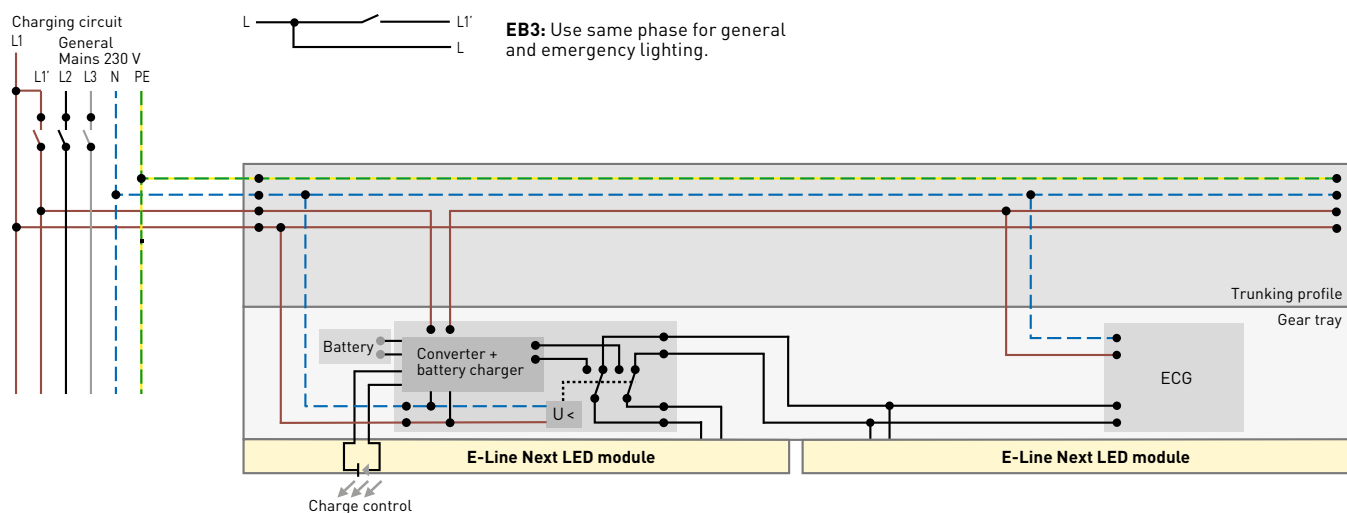 Charging circuit
L1
General
Mains 230 V
L1' L2 L3 N PE
L
L1'
L
EB3: Use same phase for general
and emergency lighting.
Trunking profile
Gear tray
Battery
Converter +
battery charger
U <
ECG
E-Line Next LED module
E-Line Next LED module
Charge control